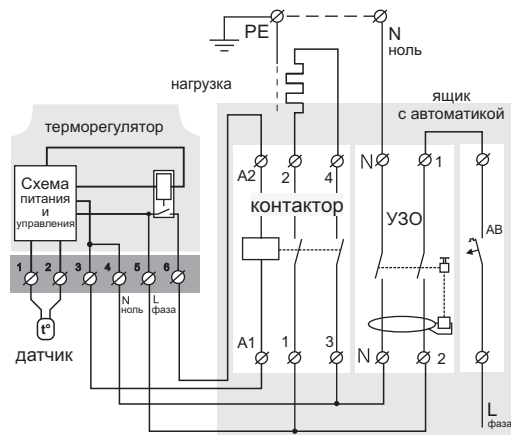 PE
N
ноль
нагрузка
ящик
с автоматикой
терморегулятор
A2
2
4
N
1
Схема
питания
и
управления
контактор
УЗО
АВ
1
2
3
4
5
6
N
ноль
L
фаза
t°
датчик
A1
1
3
N
2
L
фаза